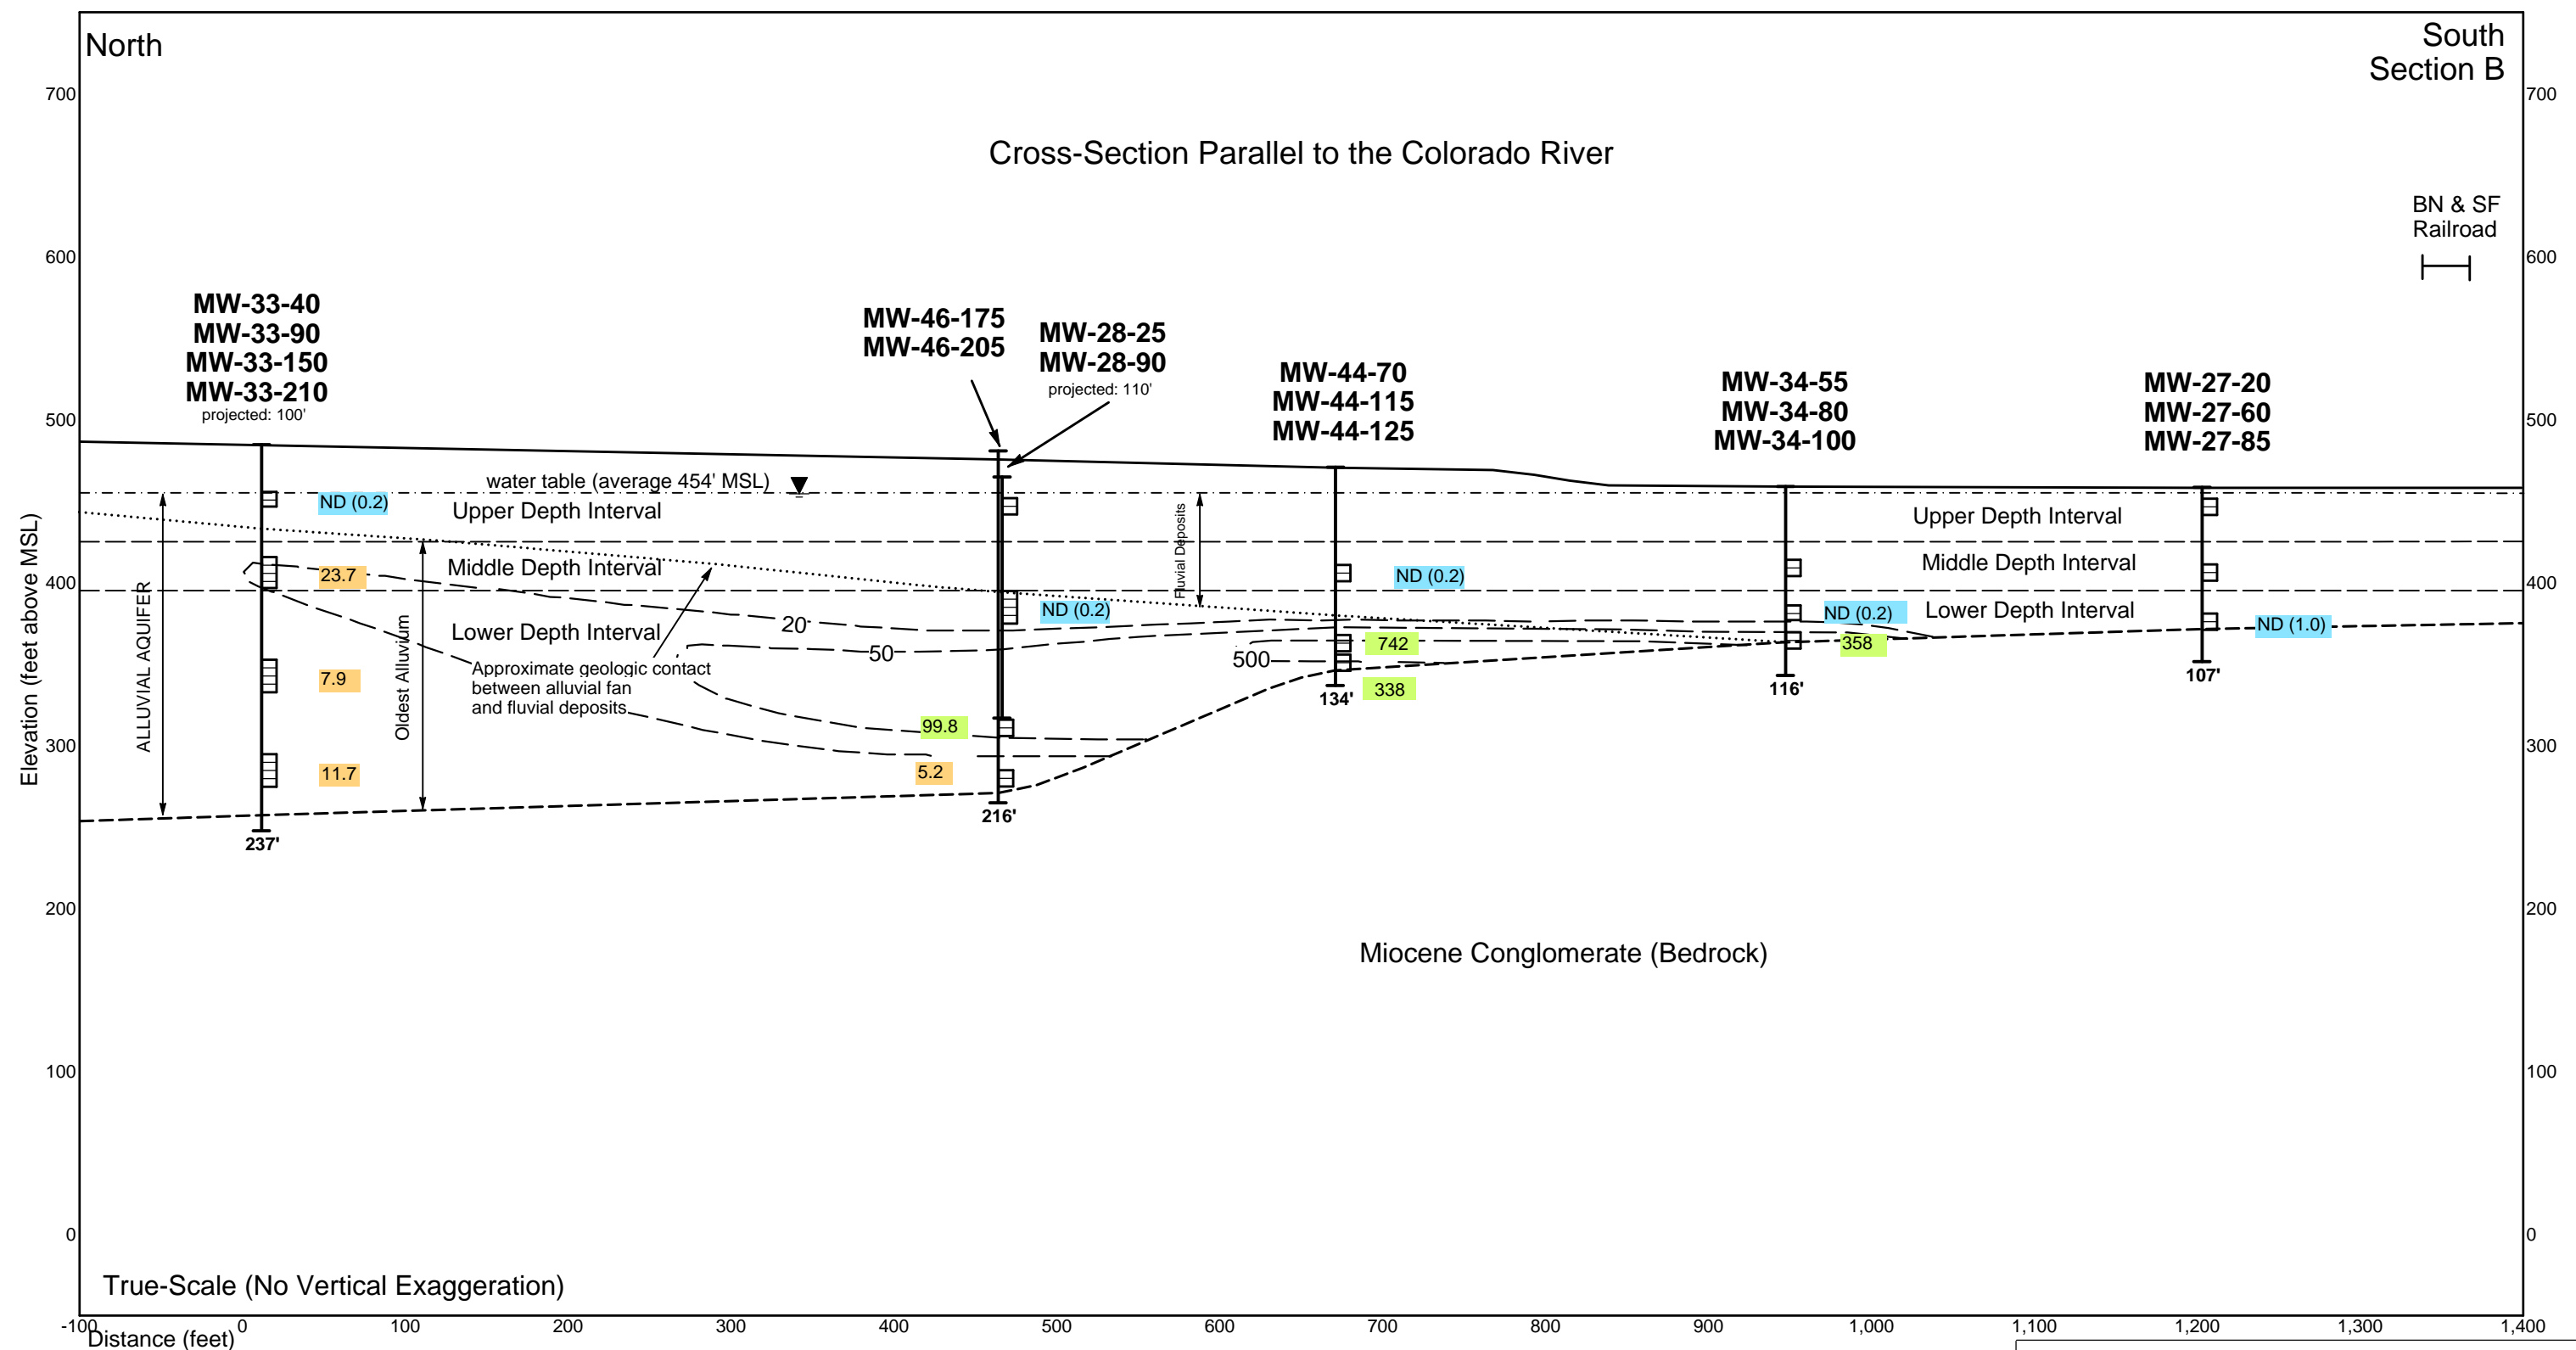 North
South
Section B
Cross-Section Parallel to the Colorado River
BN & SF
Railroad
700
600
500
400
300
200
100
0
700
600
500
400
300
200
100
0
Elevation (feet above MSL)
MW-33-40
MW-33-90
MW-33-150
MW-33-210
projected: 100'
MW-46-175
MW-46-205
MW-28-25
MW-28-90
projected: 110'
MW-44-70
MW-44-115
MW-44-125
MW-34-55
MW-34-80
MW-34-100
MW-27-20
MW-27-60
MW-27-85
water table (average 454' MSL)
Upper Depth Interval
Middle Depth Interval
Lower Depth Interval
Upper Depth Interval
Middle Depth Interval
Lower Depth Interval
ALLUVIAL AQUIFER
Oldest Alluvium
Fluvial Deposits
Approximate geologic contact
between alluvial fan
and fluvial deposits
ND (0.2)
23.7
7.9
11.7
237'
20
50
500
ND (0.2)
99.8
5.2
216'
ND (0.2)
742
338
134'
ND (0.2)
358
116'
ND (1.0)
107'
Miocene Conglomerate (Bedrock)
True-Scale (No Vertical Exaggeration)
-100 0 100 200 300 400 500 600 700 800 900 1,000 1,100 1,200 1,300 1,400
Distance (feet)